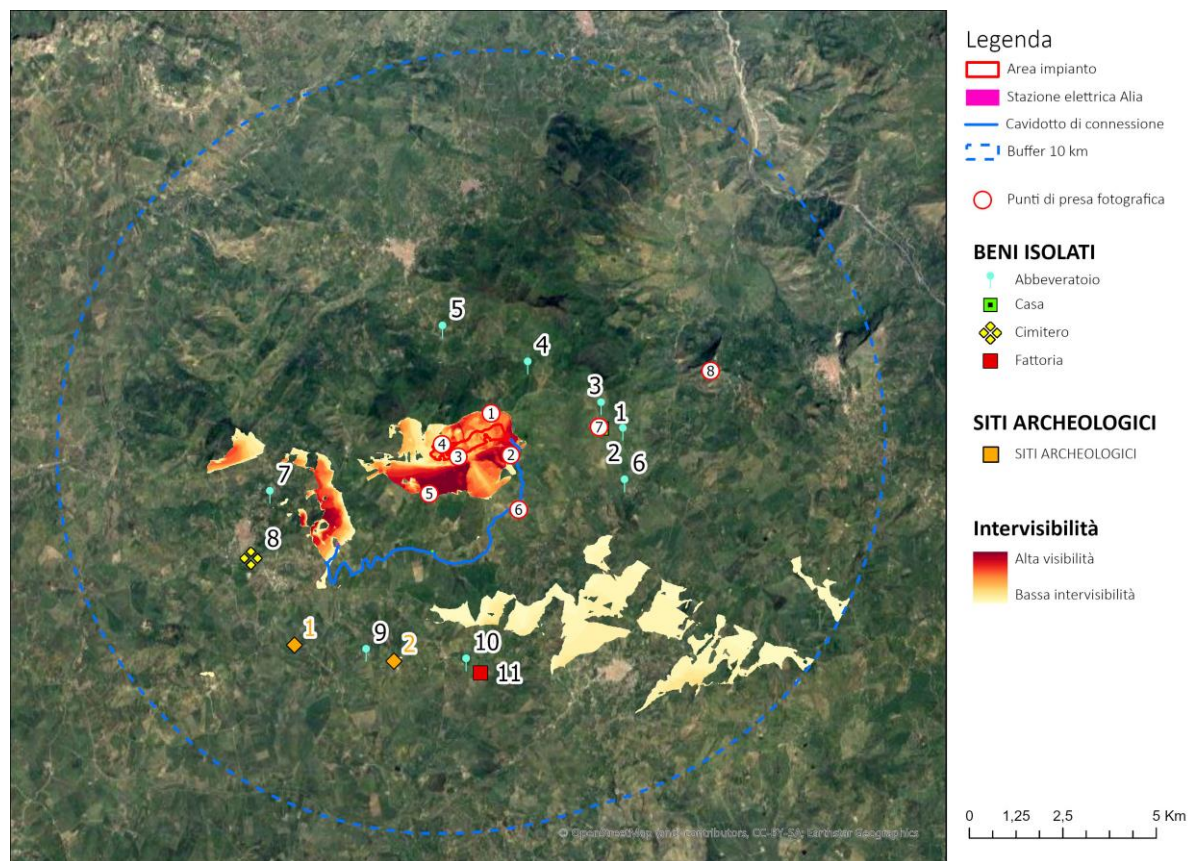 Legenda
Area impianto
Stazione elettrica Alia
Cavidotto di connessione
Buffer 10 km
Punti di presa fotografica
BENI ISOLATI
Abbeveratoio
Casa
Cimitero
Fattoria
SITI ARCHEOLOGICI
SITI ARCHEOLOGICI
Intervisibilità
Alta visibilità
Bassa intervisibilità
0 1,25 2,5 5 Km
5
4
8
3
1
1
7
4
2
3
2
6
7
5
6
8
1
9
2
10
11
© OpenStreetMap (and) contributors, CC-BY-SA; Earthstar Geographics